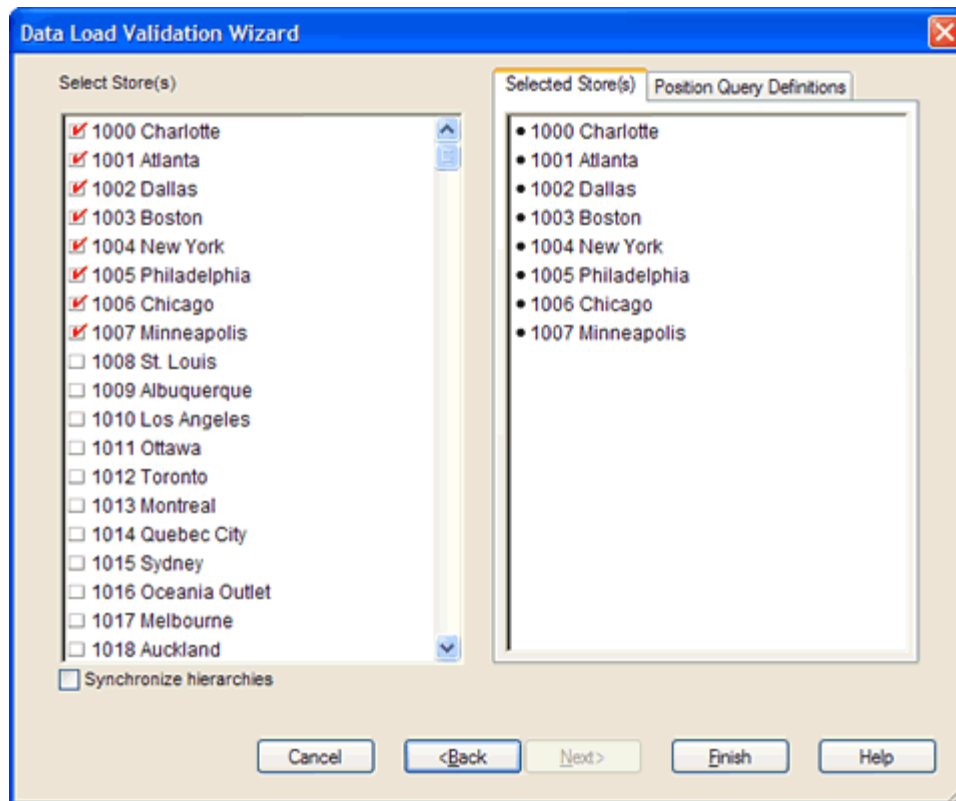 Data Load Validation Wizard
Select Store(s)
1000 Charlotte
1001 Atlanta
1002 Dallas
1003 Boston
1004 New York
1005 Philadelphia
1006 Chicago
1007 Minneapolis
1008 St. Louis
1009 Albuquerque
1010 Los Angeles
1011 Ottawa
1012 Toronto
1013 Montreal
1014 Quebec City
1015 Sydney
1016 Oceania Outlet
1017 Melbourne
1018 Auckland
Synchronize hierarchies
Selected Store(s) Position Query Definitions
• 1000 Charlotte
• 1001 Atlanta
• 1002 Dallas
• 1003 Boston
• 1004 New York
• 1005 Philadelphia
• 1006 Chicago
• 1007 Minneapolis
Cancel <Back Next> Finish Help